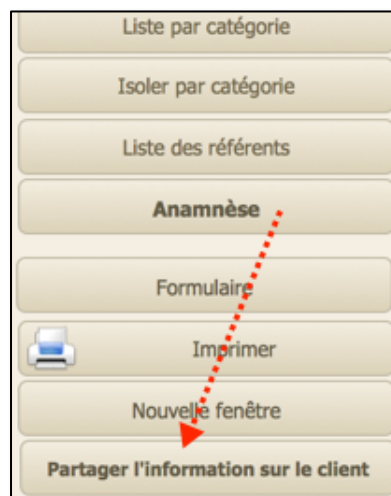 Liste par catégorie
Isoler par catégorie
Liste des référents
Anamnèse
Formulaire
Imprimer
Nouvelle fenêtre
Partager l'information sur le client